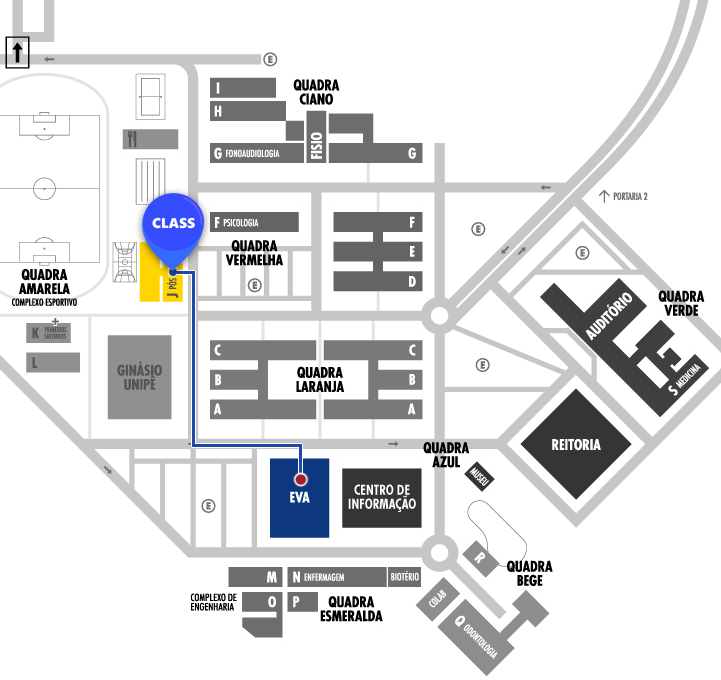 E
I
QUADRA
CIANO
H
FISIO
G FONOAUDIOLOGIA
G
PORTARIA 2
CLASS
F PSICOLOGIA
F
E
QUADRA
VERMELHA
E
E
QUADRA
AMARELA
COMPLEXO ESPORTIVO
J PÓS
E
D
QUADRA
VERDE
AUDITÓRIO
K PRIMEIROS
SOCORROS
L
GINÁSIO
UNIPÊ
C
C
QUADRA
LARANJA
B
B
A
A
E
S MEDICINA
REITORIA
QUADRA
AZUL
MUSEU
EVA
CENTRO DE
INFORMAÇÃO
E
R
QUADRA
BEGE
M
N ENFERMAGEM
BIOTÉRIO
COMPLEXO DE
ENGENHARIA
O
P
QUADRA
ESMERALDA
COLAB
Q ODONTOLOGIA